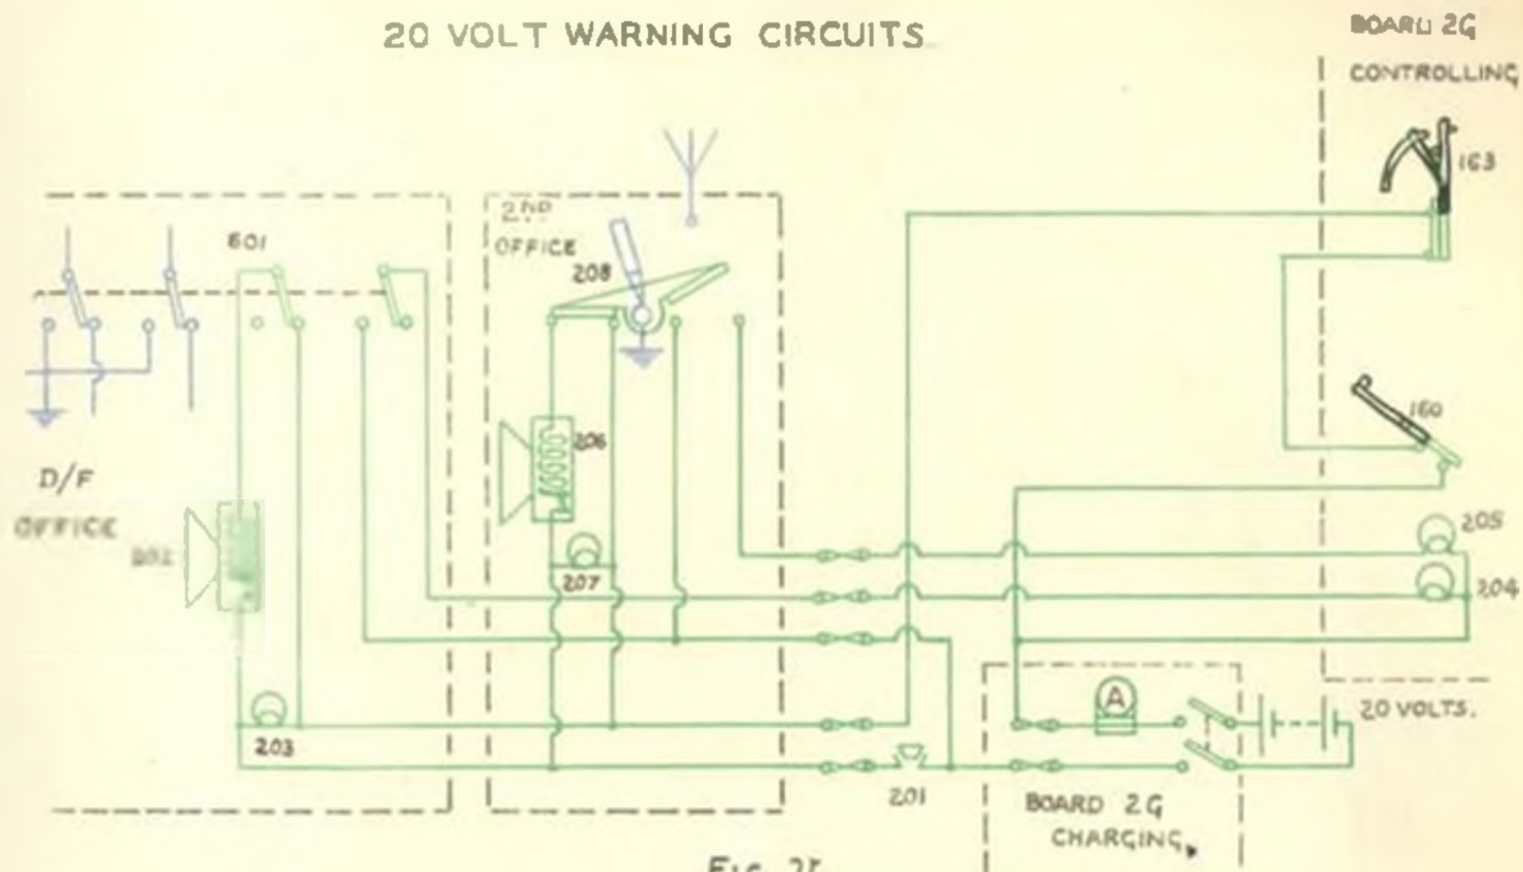 20 VOLT WARNING CIRCUITS
BOARD 2G
CONTROLLING
163
601
2ND
OFFICE
208
160
206
D/F
OFFICE
205
207
204
A
20 VOLTS.
203
201
BOARD 2G
CHARGING